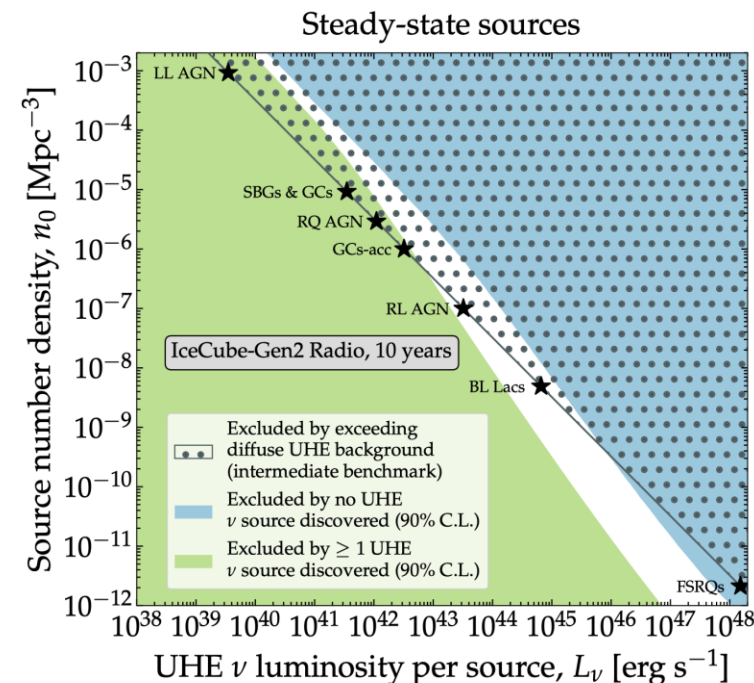 Steady-state sources
Source number density, n₀ [Mpc⁻³]
10⁻³
10⁻⁴
10⁻⁵
10⁻⁶
10⁻⁷
10⁻⁸
10⁻⁹
10⁻¹⁰
10⁻¹¹
10⁻¹²
LL AGN
SBGs & GCs
RQ AGN
GCs-acc
RL AGN
IceCube-Gen2 Radio, 10 years
BL Lacs
Excluded by exceeding
diffuse UHE background
(intermediate benchmark)
Excluded by no UHE
ν source discovered (90% C.L.)
Excluded by ≥ 1 UHE
ν source discovered (90% C.L.)
FSRQs
10³⁸ 10³⁹ 10⁴⁰ 10⁴¹ 10⁴² 10⁴³ 10⁴⁴ 10⁴⁵ 10⁴⁶ 10⁴⁷ 10⁴⁸
UHE ν luminosity per source, Lᵥ [erg s⁻¹]